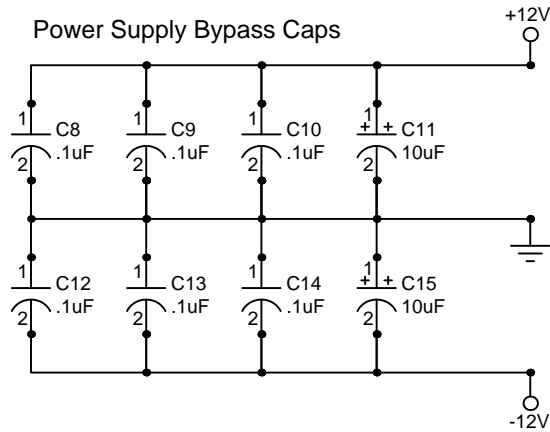 +12V
Power Supply Bypass Caps
1 C8
2 .1uF
1 C9
2 .1uF
1 C10
2 .1uF
1 + + C11
2 10uF
1 C12
2 .1uF
1 C13
2 .1uF
1 C14
2 .1uF
1 + + C15
2 10uF
-12V